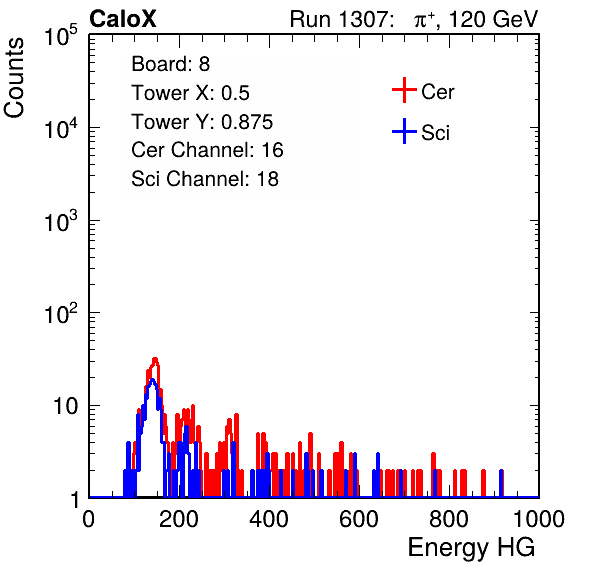 CaloX Run 1307: π⁺, 120 GeV
Board: 8
Tower X: 0.5
Tower Y: 0.875
Cer Channel: 16
Sci Channel: 18
Cer
Sci
Counts
10⁵
10⁴
10³
10²
10
1
0 200 400 600 800 1000
Energy HG